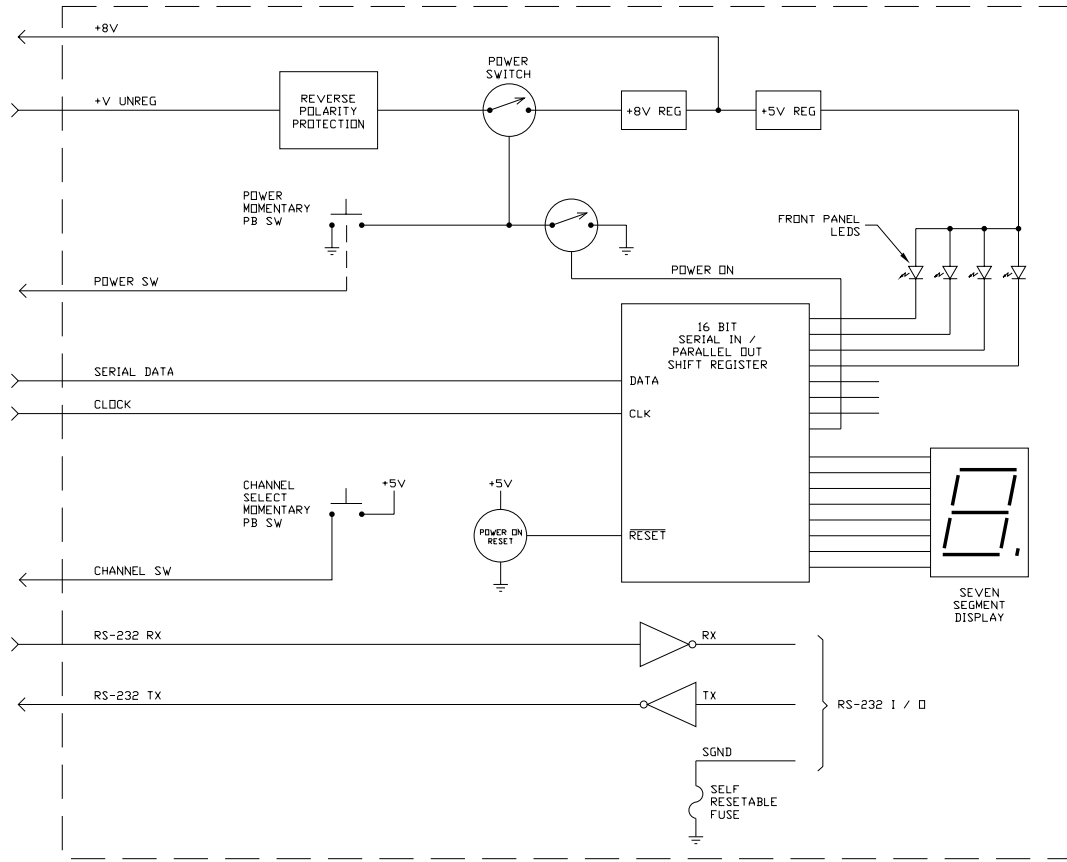 +8V
POWER
SWITCH
+V UNREG
REVERSE
POLARITY
PROTECTION
+8V REG
+5V REG
POWER
MOMENTARY
PB SW
FRONT PANEL
LEDS
POWER SW
POWER ON
16 BIT
SERIAL IN /
PARALLEL OUT
SHIFT REGISTER
SERIAL DATA
DATA
CLOCK
CLK
CHANNEL
SELECT
MOMENTARY
PB SW
+5V
+5V
POWER ON
RESET
RESET
CHANNEL SW
8.
SEVEN
SEGMENT
DISPLAY
RS-232 RX
RX
RS-232 TX
TX
RS-232 I / O
SGND
SELF
RESETABLE
FUSE